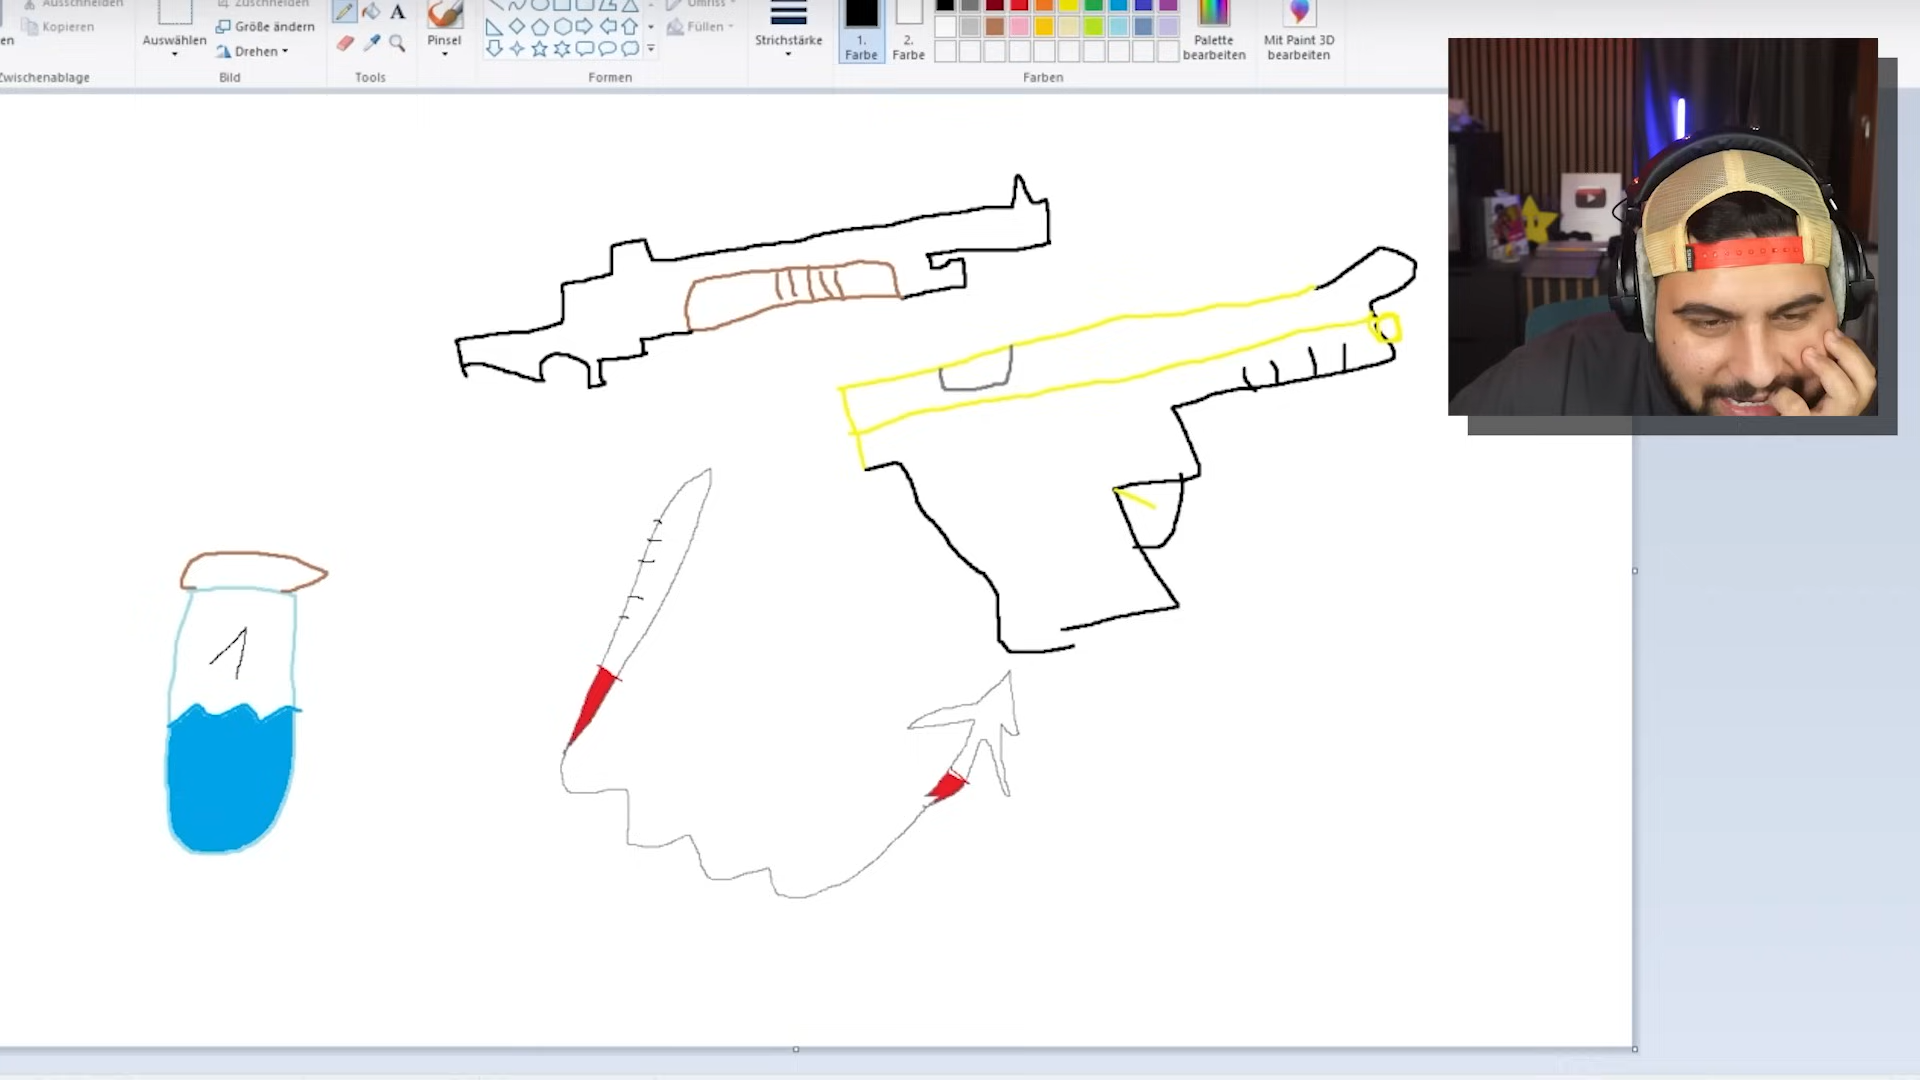 Ausschneiden
Kopieren
Zuschneiden
Größe ändern
Drehen
Auswählen
A
Pinsel
Umriss
Füllen
Strichstärke
1.
Farbe
2.
Farbe
Palette
bearbeiten
Mit Paint 3D
bearbeiten
Zwischenablage
Bild
Tools
Formen
Farben
1